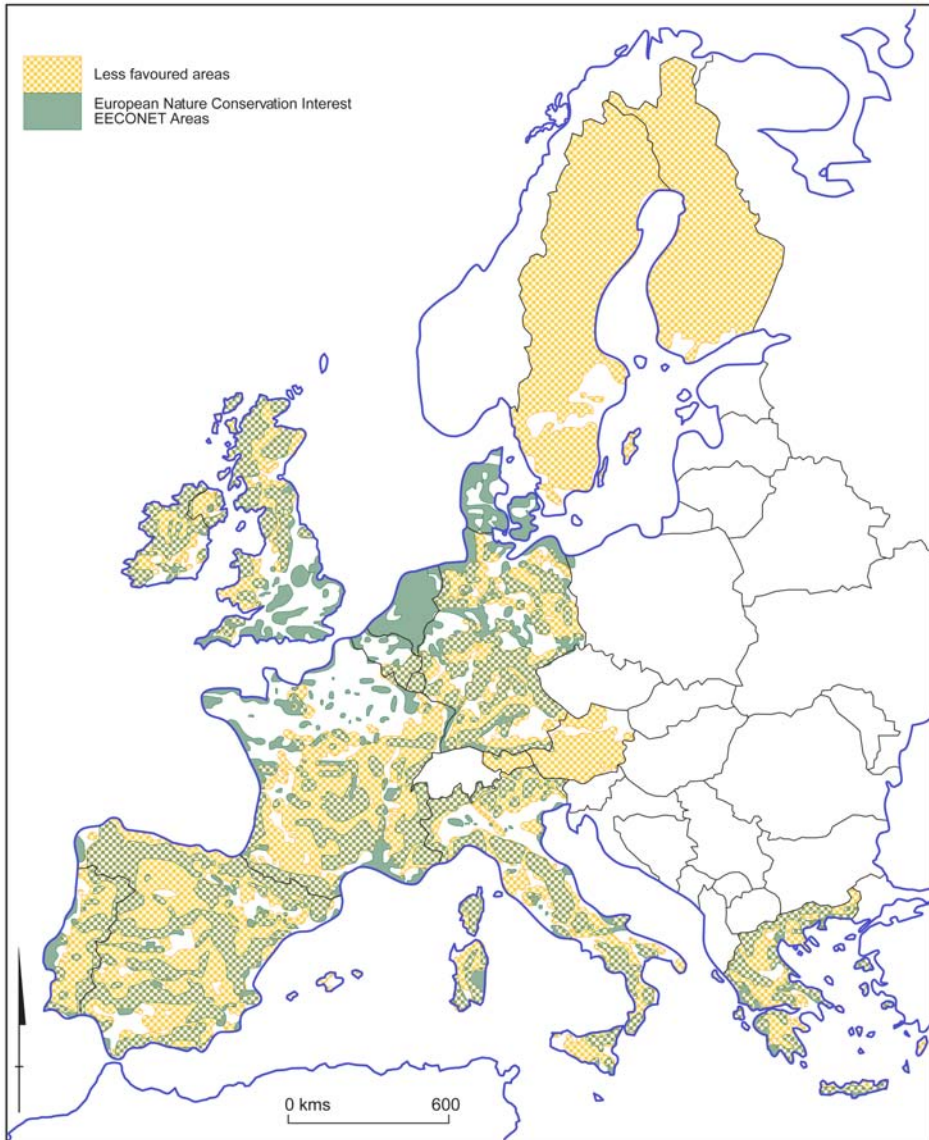 Less favoured areas
European Nature Conservation Interest
EECONET Areas
0 kms 600